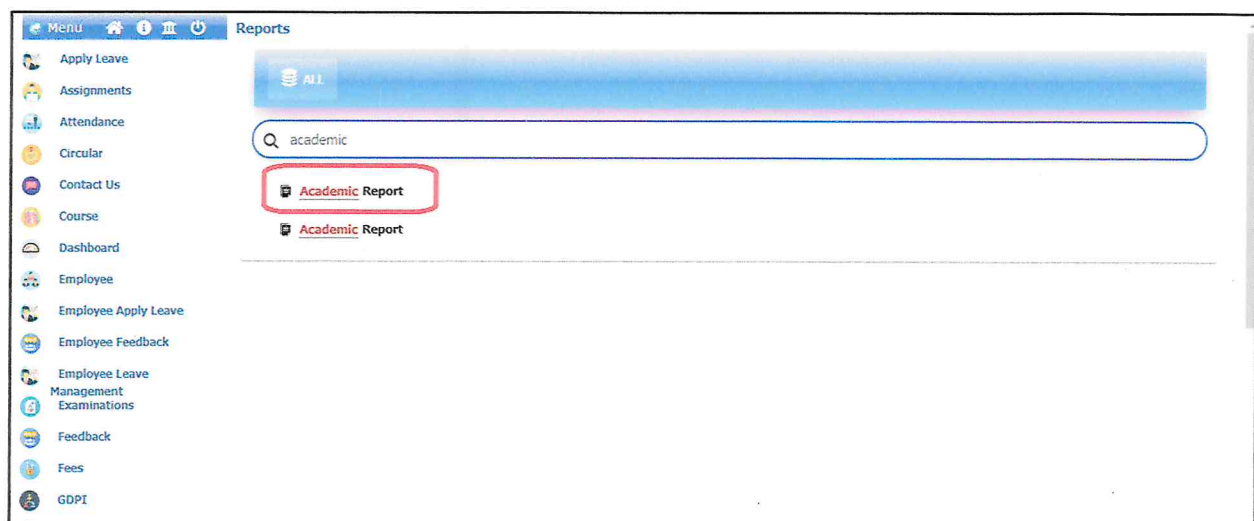 Menu
Reports
Apply Leave
Assignments
Attendance
Circular
Contact Us
Course
Dashboard
Employee
Employee Apply Leave
Employee Feedback
Employee Leave
Management
Examinations
Feedback
Fees
GDPI
ALL
academic
Academic Report
Academic Report